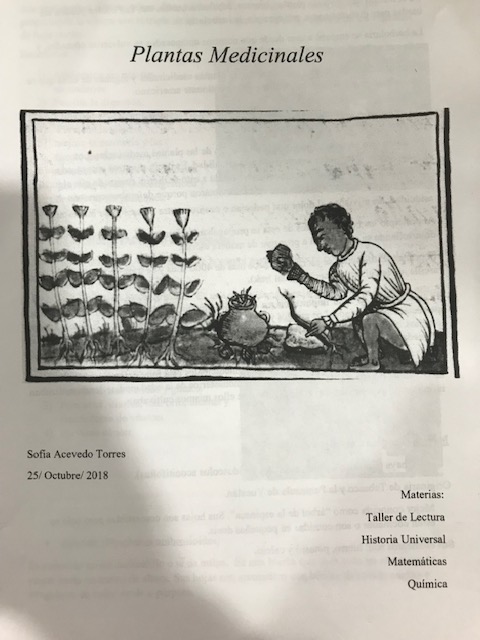 Plantas Medicinales
Sofía Acevedo Torres
25/ Octubre/ 2018
Materias:
Taller de Lectura
Historia Universal
Matemáticas
Química